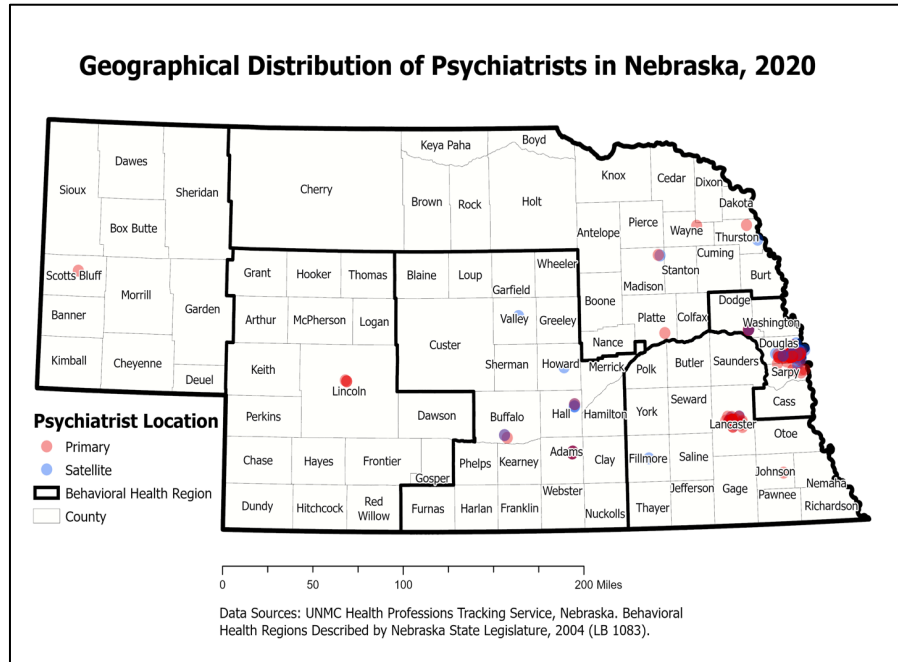 Geographical Distribution of Psychiatrists in Nebraska, 2020
Boyd
Keya Paha
Knox
Cedar
Dixon
Dawes
Sioux
Sheridan
Cherry
Brown
Rock
Holt
Dakota
Pierce
Wayne
Antelope
Thurston
Box Butte
Cuming
Stanton
Burt
Madison
Scotts Bluff
Grant
Hooker
Thomas
Blaine
Loup
Wheeler
Garfield
Morrill
Garden
Boone
Dodge
Banner
Arthur
McPherson
Logan
Valley
Greeley
Platte
Colfax
Washington
Custer
Nance
Douglas
Kimball
Cheyenne
Keith
Sherman
Howard
Merrick
Polk
Butler
Saunders
Sarpy
Deuel
Lincoln
Cass
Perkins
Dawson
Buffalo
Hall
Hamilton
York
Seward
Lancaster
Otoe
Chase
Hayes
Frontier
Gosper
Phelps
Kearney
Adams
Clay
Fillmore
Saline
Johnson
Nemaha
Dundy
Hitchcock
Red
Willow
Furnas
Harlan
Franklin
Webster
Nuckolls
Thayer
Jefferson
Gage
Pawnee
Richardson
Psychiatrist Location
Primary
Satellite
Behavioral Health Region
County
0 50 100 200 Miles
Data Sources: UNMC Health Professions Tracking Service, Nebraska. Behavioral
Health Regions Described by Nebraska State Legislature, 2004 (LB 1083).